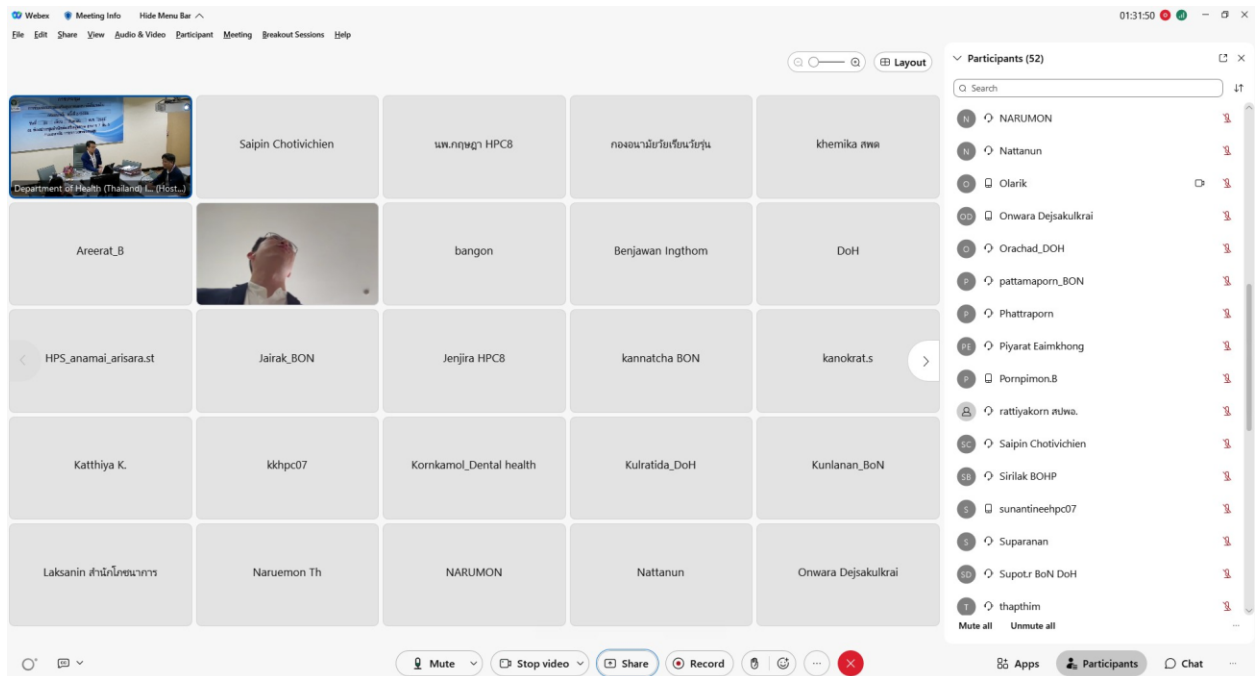 Webex Meeting Info Hide Menu Bar
01:31:50
File Edit Share View Audio & Video Participant Meeting Breakout Sessions Help
Layout
Department of Health (Thailand) I... (Host...)
Saipin Chotivichien
นพ.กฤษฎา HPC8
กองอนามัยวัยเรียนวัยรุ่น
khemika สพด
Areerat_B
bangon
Benjawan Ingthom
DoH
HPS_anamai_arisara.st
Jairak_BON
Jenjira HPC8
kannatcha BON
kanokrat.s
Katthiya K.
kkhpc07
Kornkamol_Dental health
Kulratida_DoH
Kunlanan_BoN
Laksanin สำนักโภชนาการ
Naruemon Th
NARUMON
Nattanun
Onwara Dejsakulkrai
Participants (52)
Search
N NARUMON
N Nattanun
O Olarik
OD Onwara Dejsakulkrai
O Orachad_DOH
P pattamaporn_BON
P Phattraporn
PE Piyarat Eaimkhong
P Pornpimon.B
rattiyakorn สปพอ.
SC Saipin Chotivichien
SB Sirilak BOHP
S sunantineehpc07
S Suparanan
SD Supot.r BoN DoH
T thapthim
Mute all Unmute all
Mute Stop video Share Record
Apps Participants Chat